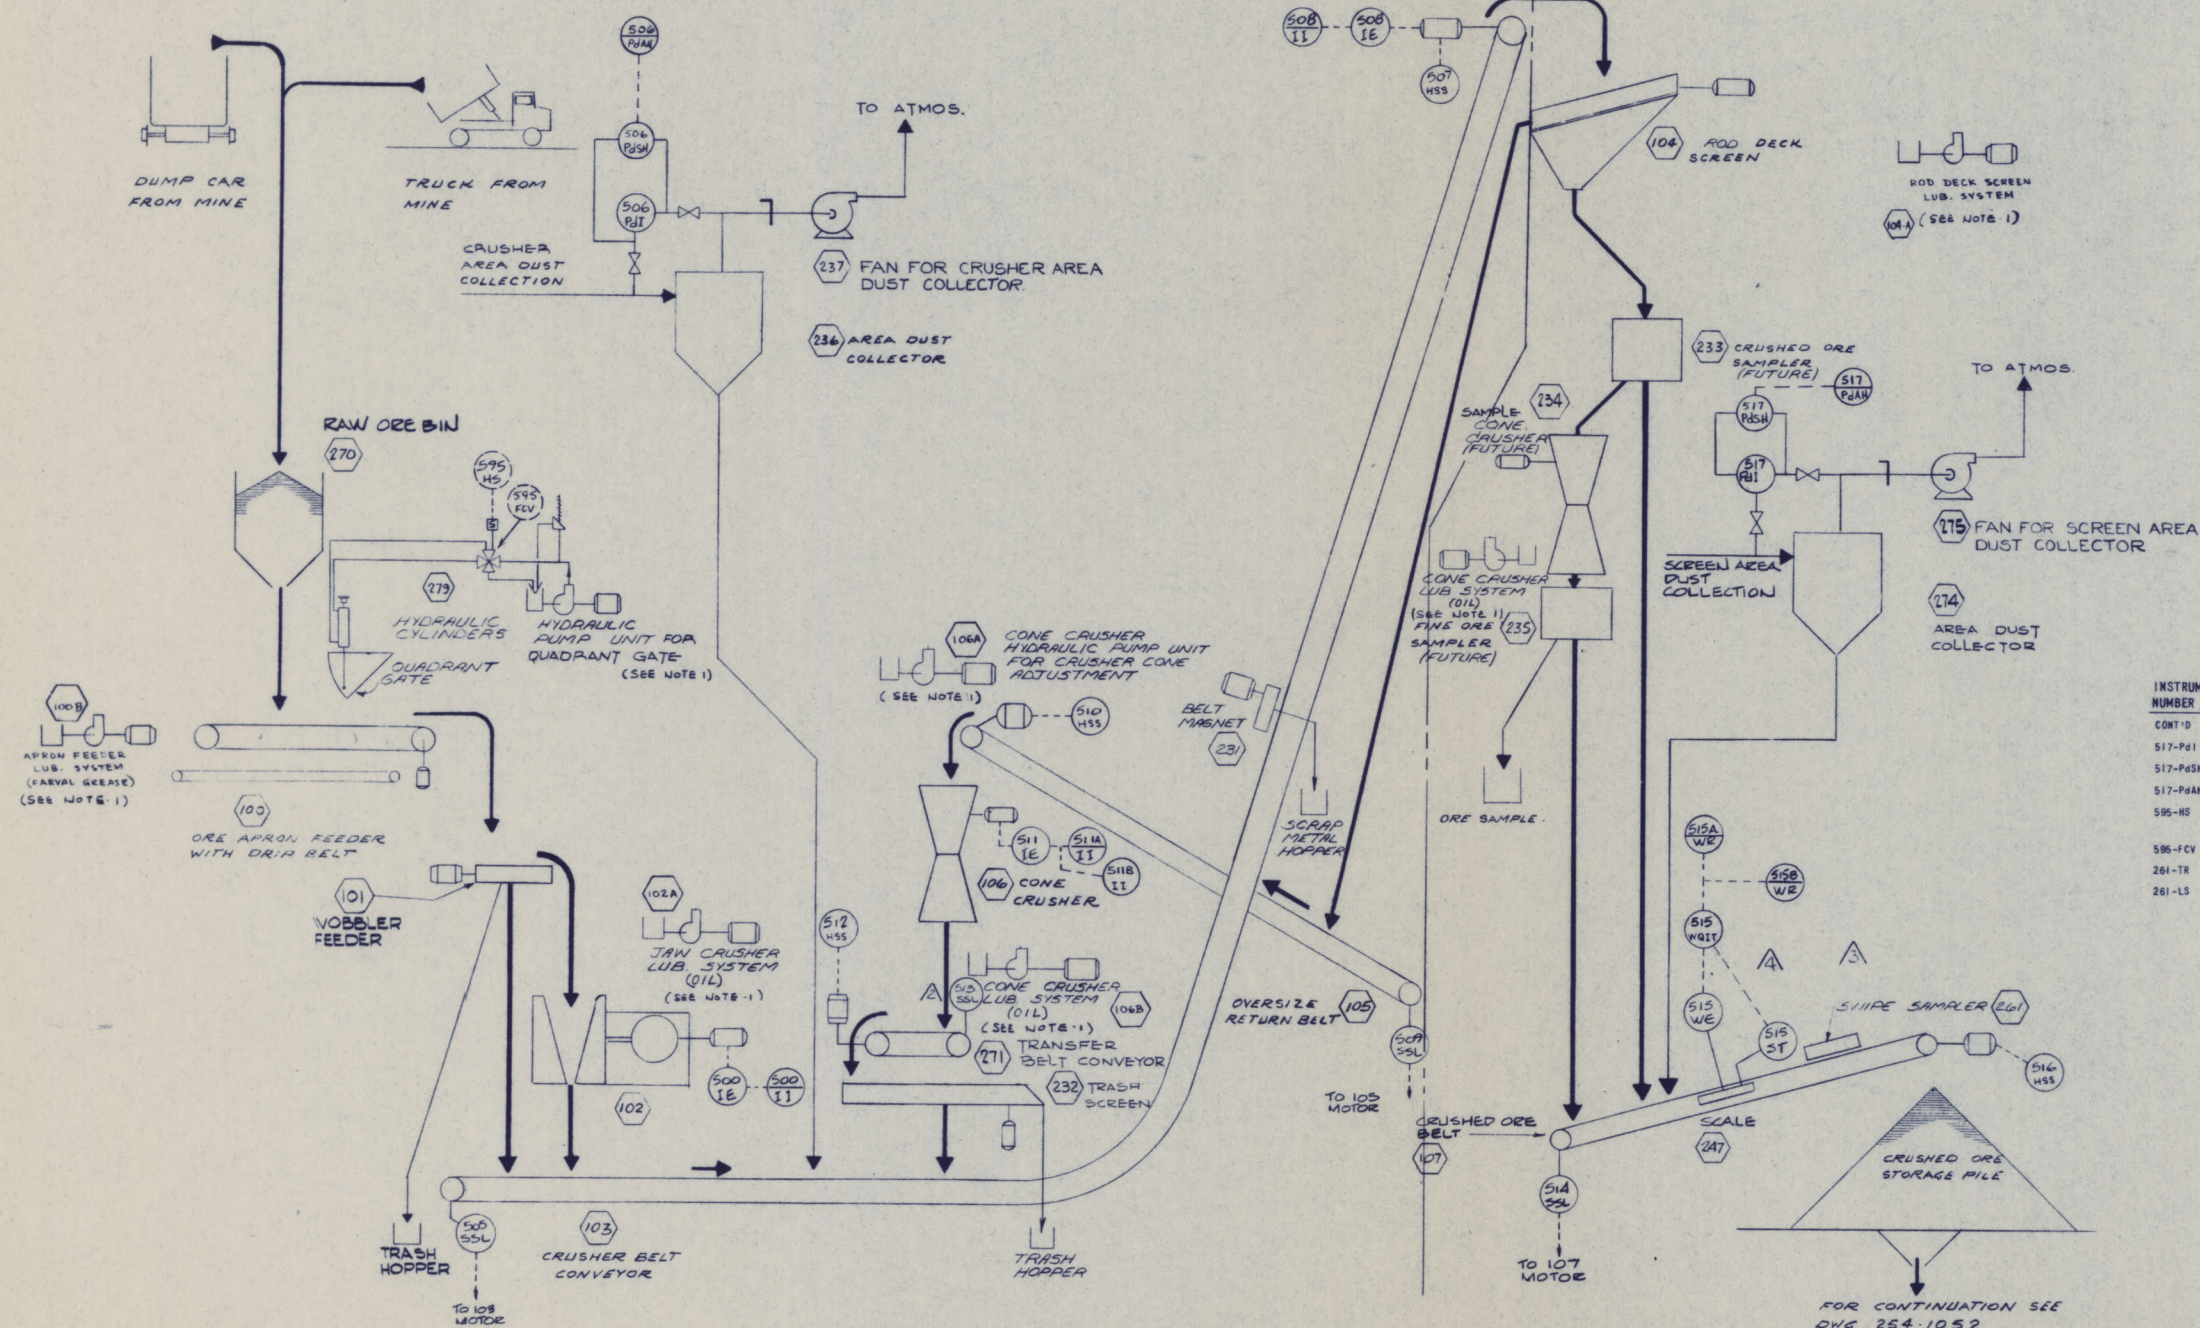 DUMP CAR
FROM MINE
TRUCK FROM
MINE
506
PdAH
506
PdSH
506
PdI
TO ATMOS.
CRUSHER
AREA DUST
COLLECTION
237
FAN FOR CRUSHER AREA
DUST COLLECTOR.
236
AREA DUST
COLLECTOR
RAW ORE BIN
270
595
HS
595
FCV
S
279
HYDRAULIC
CYLINDERS
HYDRAULIC
PUMP UNIT FOR
QUADRANT GATE
(SEE NOTE 1)
QUADRANT
GATE
100B
APRON FEEDER
LUB. SYSTEM
(FARVAL GREASE)
(SEE NOTE-1)
100
ORE APRON FEEDER
WITH DRIP BELT
101
WOBBLER
FEEDER
102A
JAW CRUSHER
LUB. SYSTEM
(OIL)
(SEE NOTE-1)
500
IE
500
II
102
TRASH
HOPPER
505
SSL
TO 103
MOTOR
103
CRUSHER BELT
CONVEYOR
106A
CONE CRUSHER
HYDRAULIC PUMP UNIT
FOR CRUSHER CONE
ADJUSTMENT
(SEE NOTE 1)
510
HSS
511
IE
511A
II
511B
II
106
CONE
CRUSHER
512
HSS
2
513
SSL
CONE CRUSHER
LUB. SYSTEM
(OIL)
(SEE NOTE-1)
106B
271
TRANSFER
BELT CONVEYOR
232
TRASH
SCREEN
TRASH
HOPPER
BELT
MAGNET
231
SCRAP
METAL
HOPPER
OVERSIZE
RETURN BELT
105
509
SSL
TO 105
MOTOR
508
II
508
IE
507
HSS
104
ROD DECK
SCREEN
ROD DECK SCREEN
LUB. SYSTEM
104-A
(SEE NOTE-1)
233
CRUSHED ORE
SAMPLER
(FUTURE)
517
PdAH
517
PdSH
517
PdI
TO ATMOS.
SAMPLE
CONE.
CRUSHER
(FUTURE)
234
CONE CRUSHER
LUB SYSTEM
(OIL)
(SEE NOTE 1)
FINE ORE
SAMPLER
(FUTURE)
235
ORE SAMPLE.
SCREEN AREA
DUST
COLLECTION
275
FAN FOR SCREEN AREA
DUST COLLECTOR
274
AREA DUST
COLLECTOR
INSTRUM
NUMBER
CONT'D
517-PdI
517-PdSH
517-PdAH
595-HS
595-FCV
261-TR
261-LS
515A
WR
515B
WR
515
WQIT
4
3
515
WE
515
ST
SNIPE SAMPLER
261
516
HSS
CRUSHED ORE
BELT
107
SCALE
247
514
SSL
TO 107
MOTOR
CRUSHED ORE
STORAGE PILE
FOR CONTINUATION SEE
DWG. 254-1052